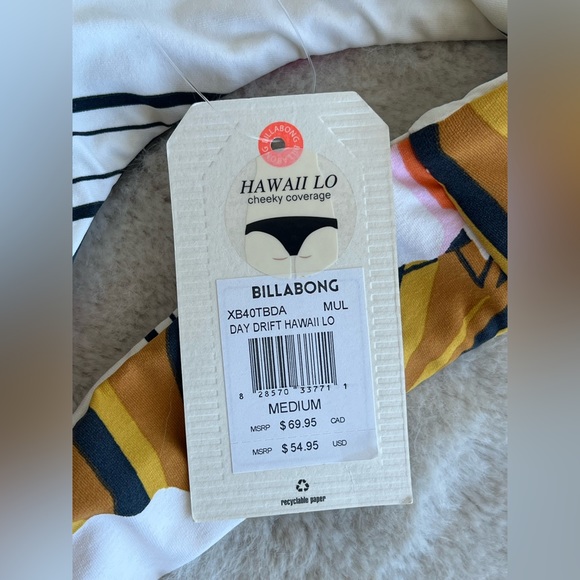 BILLABONG
BILLABONG
HAWAII LO
cheeky coverage
BILLABONG
XB40TBDA MUL
DAY DRIFT HAWAII LO
8 28570 33771 1
MEDIUM
MSRP $69.95 CAD
MSRP $54.95 USD
recyclable paper